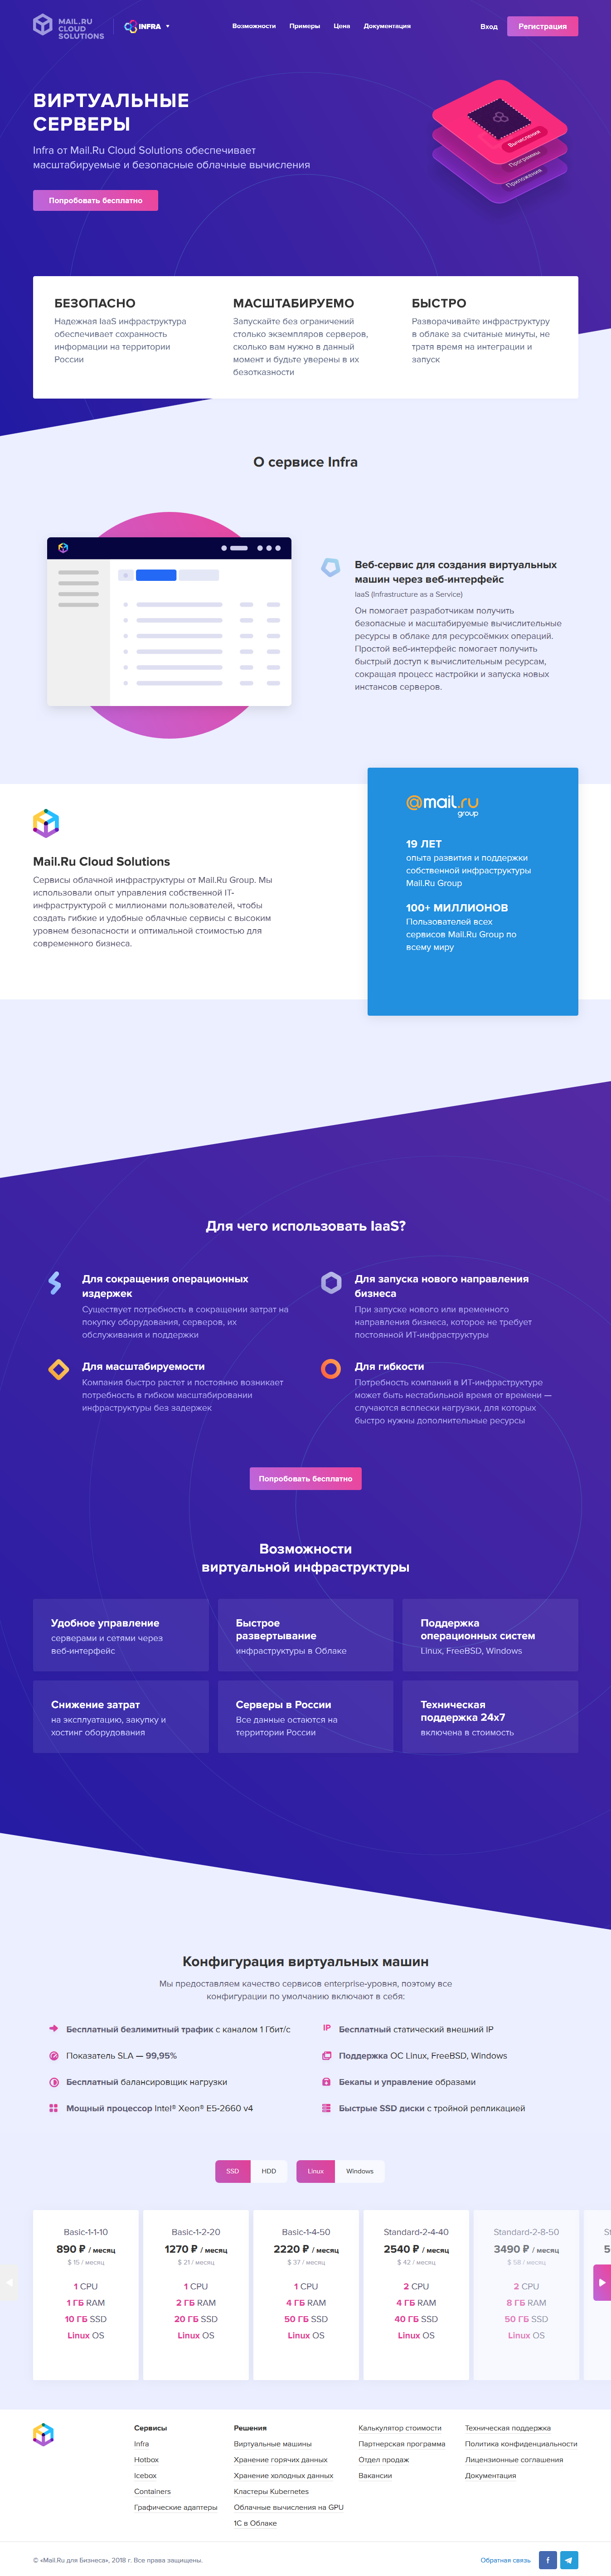 MAIL.RU
CLOUD
SOLUTIONS
INFRA
Возможности
Примеры
Цена
Документация
Вход
Регистрация
ВИРТУАЛЬНЫЕ
СЕРВЕРЫ
Infra от Mail.Ru Cloud Solutions обеспечивает
масштабируемые и безопасные облачные вычисления
Попробовать бесплатно
Вычисления
Программы
Приложения
БЕЗОПАСНО
Надежная IaaS инфраструктура
обеспечивает сохранность
информации на территории
России
МАСШТАБИРУЕМО
Запускайте без ограничений
столько экземпляров серверов,
сколько вам нужно в данный
момент и будьте уверены в их
безотказности
БЫСТРО
Разворачивайте инфраструктуру
в облаке за считаные минуты, не
тратя время на интеграции и
запуск
О сервисе Infra
Веб-сервис для создания виртуальных
машин через веб-интерфейс
IaaS (Infrastructure as a Service)
Он помогает разработчикам получить
безопасные и масштабируемые вычислительные
ресурсы в облаке для ресурсоёмких операций.
Простой веб-интерфейс помогает получить
быстрый доступ к вычислительным ресурсам,
сокращая процесс настройки и запуска новых
инстансов серверов.
Mail.Ru Cloud Solutions
Сервисы облачной инфраструктуры от Mail.Ru Group. Мы
использовали опыт управления собственной IT-
инфраструктурой с миллионами пользователей, чтобы
создать гибкие и удобные облачные сервисы с высоким
уровнем безопасности и оптимальной стоимостью для
современного бизнеса.
@mail.ru
group
19 ЛЕТ
опыта развития и поддержки
собственной инфраструктуры
Mail.Ru Group
100+ МИЛЛИОНОВ
Пользователей всех
сервисов Mail.Ru Group по
всему миру
Для чего использовать IaaS?
Для сокращения операционных
издержек
Существует потребность в сокращении затрат на
покупку оборудования, серверов, их
обслуживания и поддержки
Для запуска нового направления
бизнеса
При запуске нового или временного
направления бизнеса, которое не требует
постоянной ИТ-инфраструктуры
Для масштабируемости
Компания быстро растет и постоянно возникает
потребность в гибком масштабировании
инфраструктуры без задержек
Для гибкости
Потребность компаний в ИТ-инфраструктуре
может быть нестабильной время от времени —
случаются всплески нагрузки, для которых
быстро нужны дополнительные ресурсы
Попробовать бесплатно
Возможности
виртуальной инфраструктуры
Удобное управление
серверами и сетями через
веб-интерфейс
Быстрое
развертывание
инфраструктуры в Облаке
Поддержка
операционных систем
Linux, FreeBSD, Windows
Снижение затрат
на эксплуатацию, закупку и
хостинг оборудования
Серверы в России
Все данные остаются на
территории России
Техническая
поддержка 24х7
включена в стоимость
Конфигурация виртуальных машин
Мы предоставляем качество сервисов enterprise-уровня, поэтому все
конфигурации по умолчанию включают в себя:
Бесплатный безлимитный трафик с каналом 1 Гбит/с
IP Бесплатный статический внешний IP
Показатель SLA — 99,95%
Поддержка ОС Linux, FreeBSD, Windows
Бесплатный балансировщик нагрузки
Бекапы и управление образами
Мощный процессор Intel® Xeon® E5-2660 v4
Быстрые SSD диски с тройной репликацией
SSD
HDD
Linux
Windows
Basic-1-1-10
890 ₽ / месяц
$ 15 / месяц
1 CPU
1 ГБ RAM
10 ГБ SSD
Linux OS
Basic-1-2-20
1270 ₽ / месяц
$ 21 / месяц
1 CPU
2 ГБ RAM
20 ГБ SSD
Linux OS
Basic-1-4-50
2220 ₽ / месяц
$ 37 / месяц
1 CPU
4 ГБ RAM
50 ГБ SSD
Linux OS
Standard-2-4-40
2540 ₽ / месяц
$ 42 / месяц
2 CPU
4 ГБ RAM
40 ГБ SSD
Linux OS
Standard-2-8-50
3490 ₽ / месяц
$ 58 / месяц
2 CPU
8 ГБ RAM
50 ГБ SSD
Linux OS
St
5
Сервисы
Infra
Hotbox
Icebox
Containers
Графические адаптеры
Решения
Виртуальные машины
Хранение горячих данных
Хранение холодных данных
Кластеры Kubernetes
Облачные вычисления на GPU
1С в Облаке
Калькулятор стоимости
Партнерская программа
Отдел продаж
Вакансии
Техническая поддержка
Политика конфиденциальности
Лицензионные соглашения
Документация
© «Mail.Ru для Бизнеса», 2018 г. Все права защищены.
Обратная связь